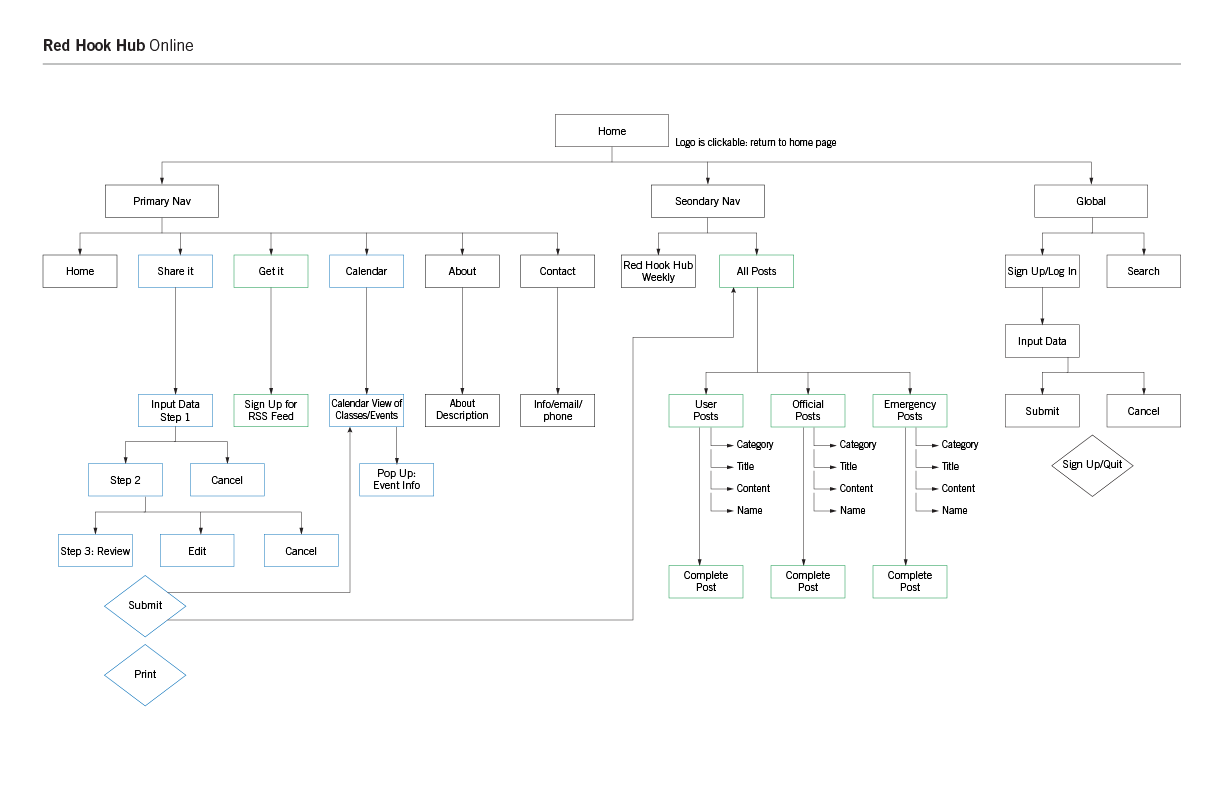 Red Hook Hub Online
Home
Logo is clickable: return to home page
Primary Nav
Seondary Nav
Global
Home
Share it
Get it
Calendar
About
Contact
Red Hook Hub
Weekly
All Posts
Sign Up/Log In
Search
Input Data
Input Data
Step 1
Sign Up for
RSS Feed
Calendar View of
Classes/Events
About
Description
Info/email/
phone
User
Posts
Official
Posts
Emergency
Posts
Submit
Cancel
Category
Title
Content
Name
Category
Title
Content
Name
Category
Title
Content
Name
Sign Up/Quit
Step 2
Cancel
Pop Up:
Event Info
Step 3: Review
Edit
Cancel
Complete
Post
Complete
Post
Complete
Post
Submit
Print